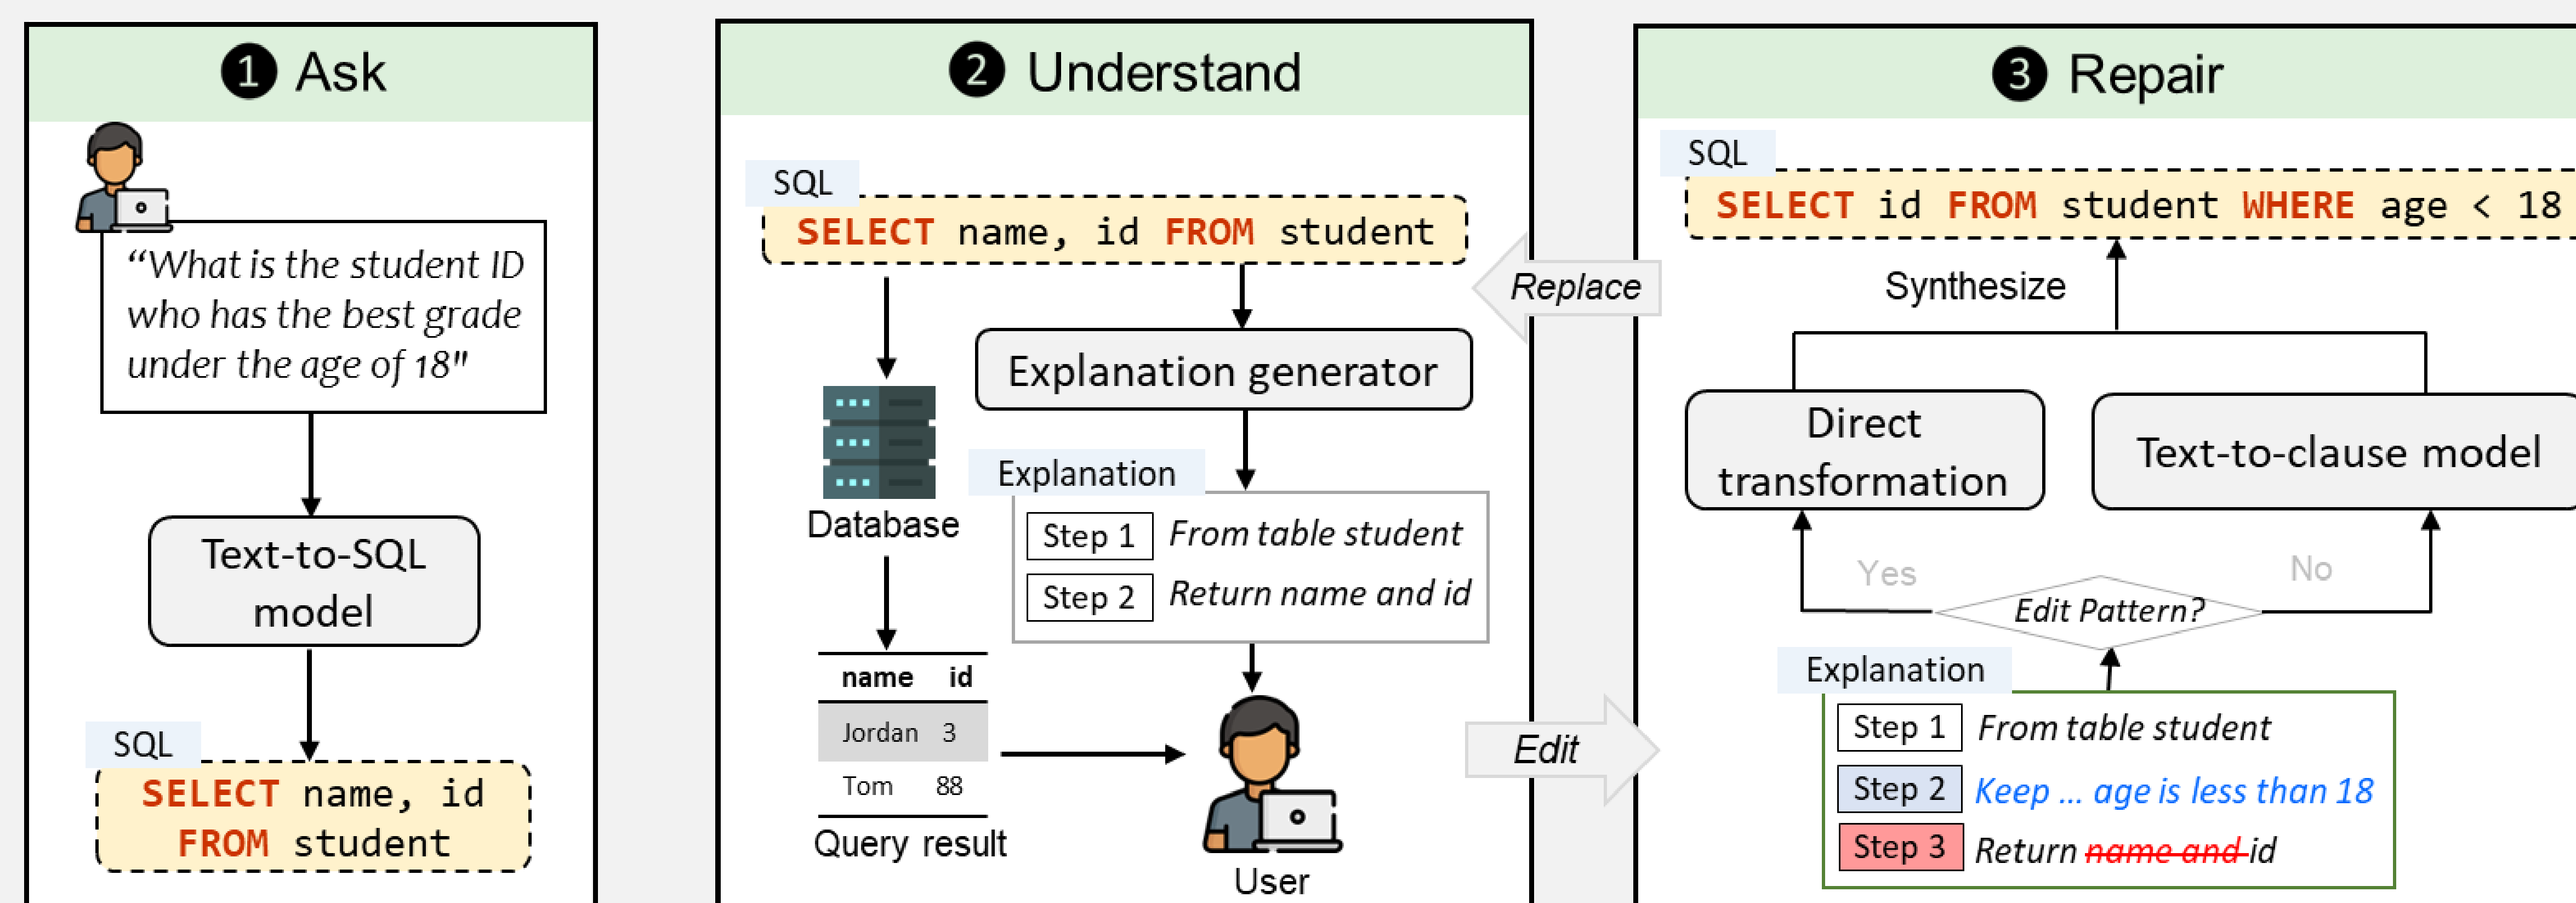 1 Ask
“What is the student ID
who has the best grade
under the age of 18"
Text-to-SQL
model
SQL
SELECT name, id
FROM student
2 Understand
SQL
SELECT name, id FROM student
Explanation generator
Database
Explanation
Step 1 From table student
Step 2 Return name and id
name id
Jordan 3
Tom 88
Query result
User
Replace
Edit
3 Repair
SQL
SELECT id FROM student WHERE age < 18
Synthesize
Direct
transformation
Text-to-clause model
Yes
No
Edit Pattern?
Explanation
Step 1 From table student
Step 2 Keep ... age is less than 18
Step 3 Return name and id